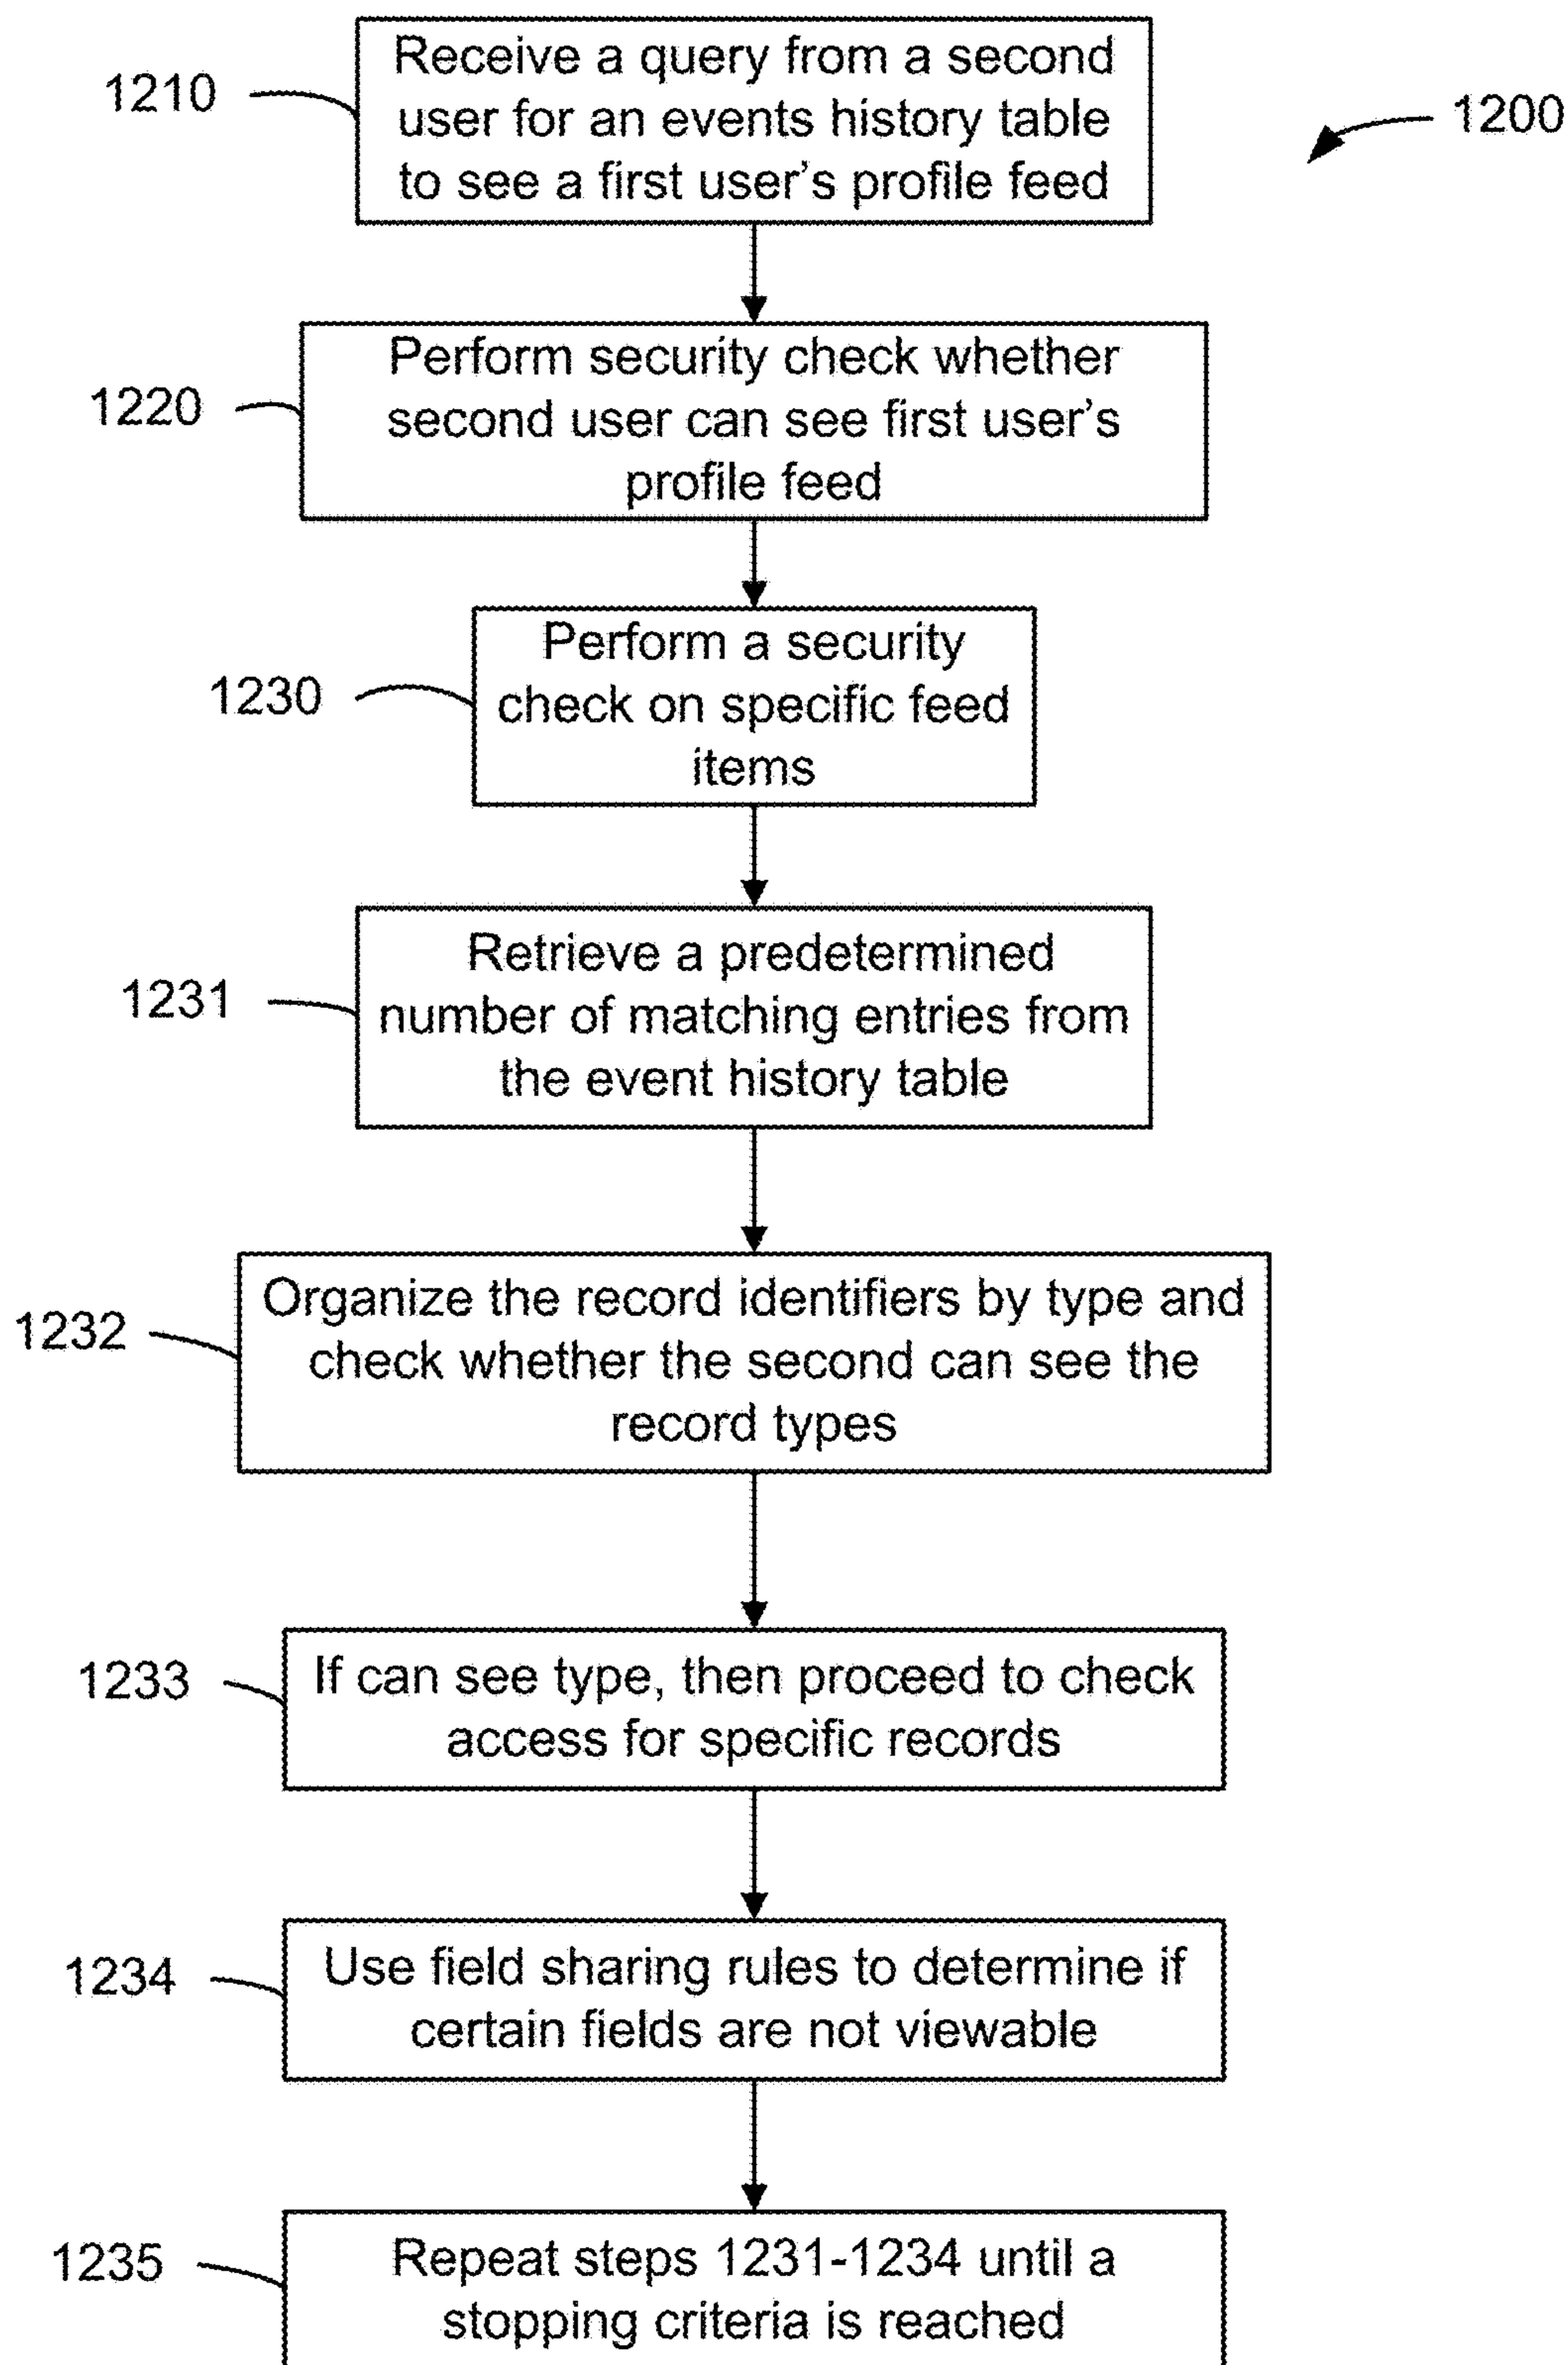 1200
1210
Receive a query from a second
user for an events history table
to see a first user's profile feed
1220
Perform security check whether
second user can see first user's
profile feed
1230
Perform a security
check on specific feed
items
1231
Retrieve a predetermined
number of matching entries from
the event history table
1232
Organize the record identifiers by type and
check whether the second can see the
record types
1233
If can see type, then proceed to check
access for specific records
1234
Use field sharing rules to determine if
certain fields are not viewable
1235
Repeat steps 1231-1234 until a
stopping criteria is reached